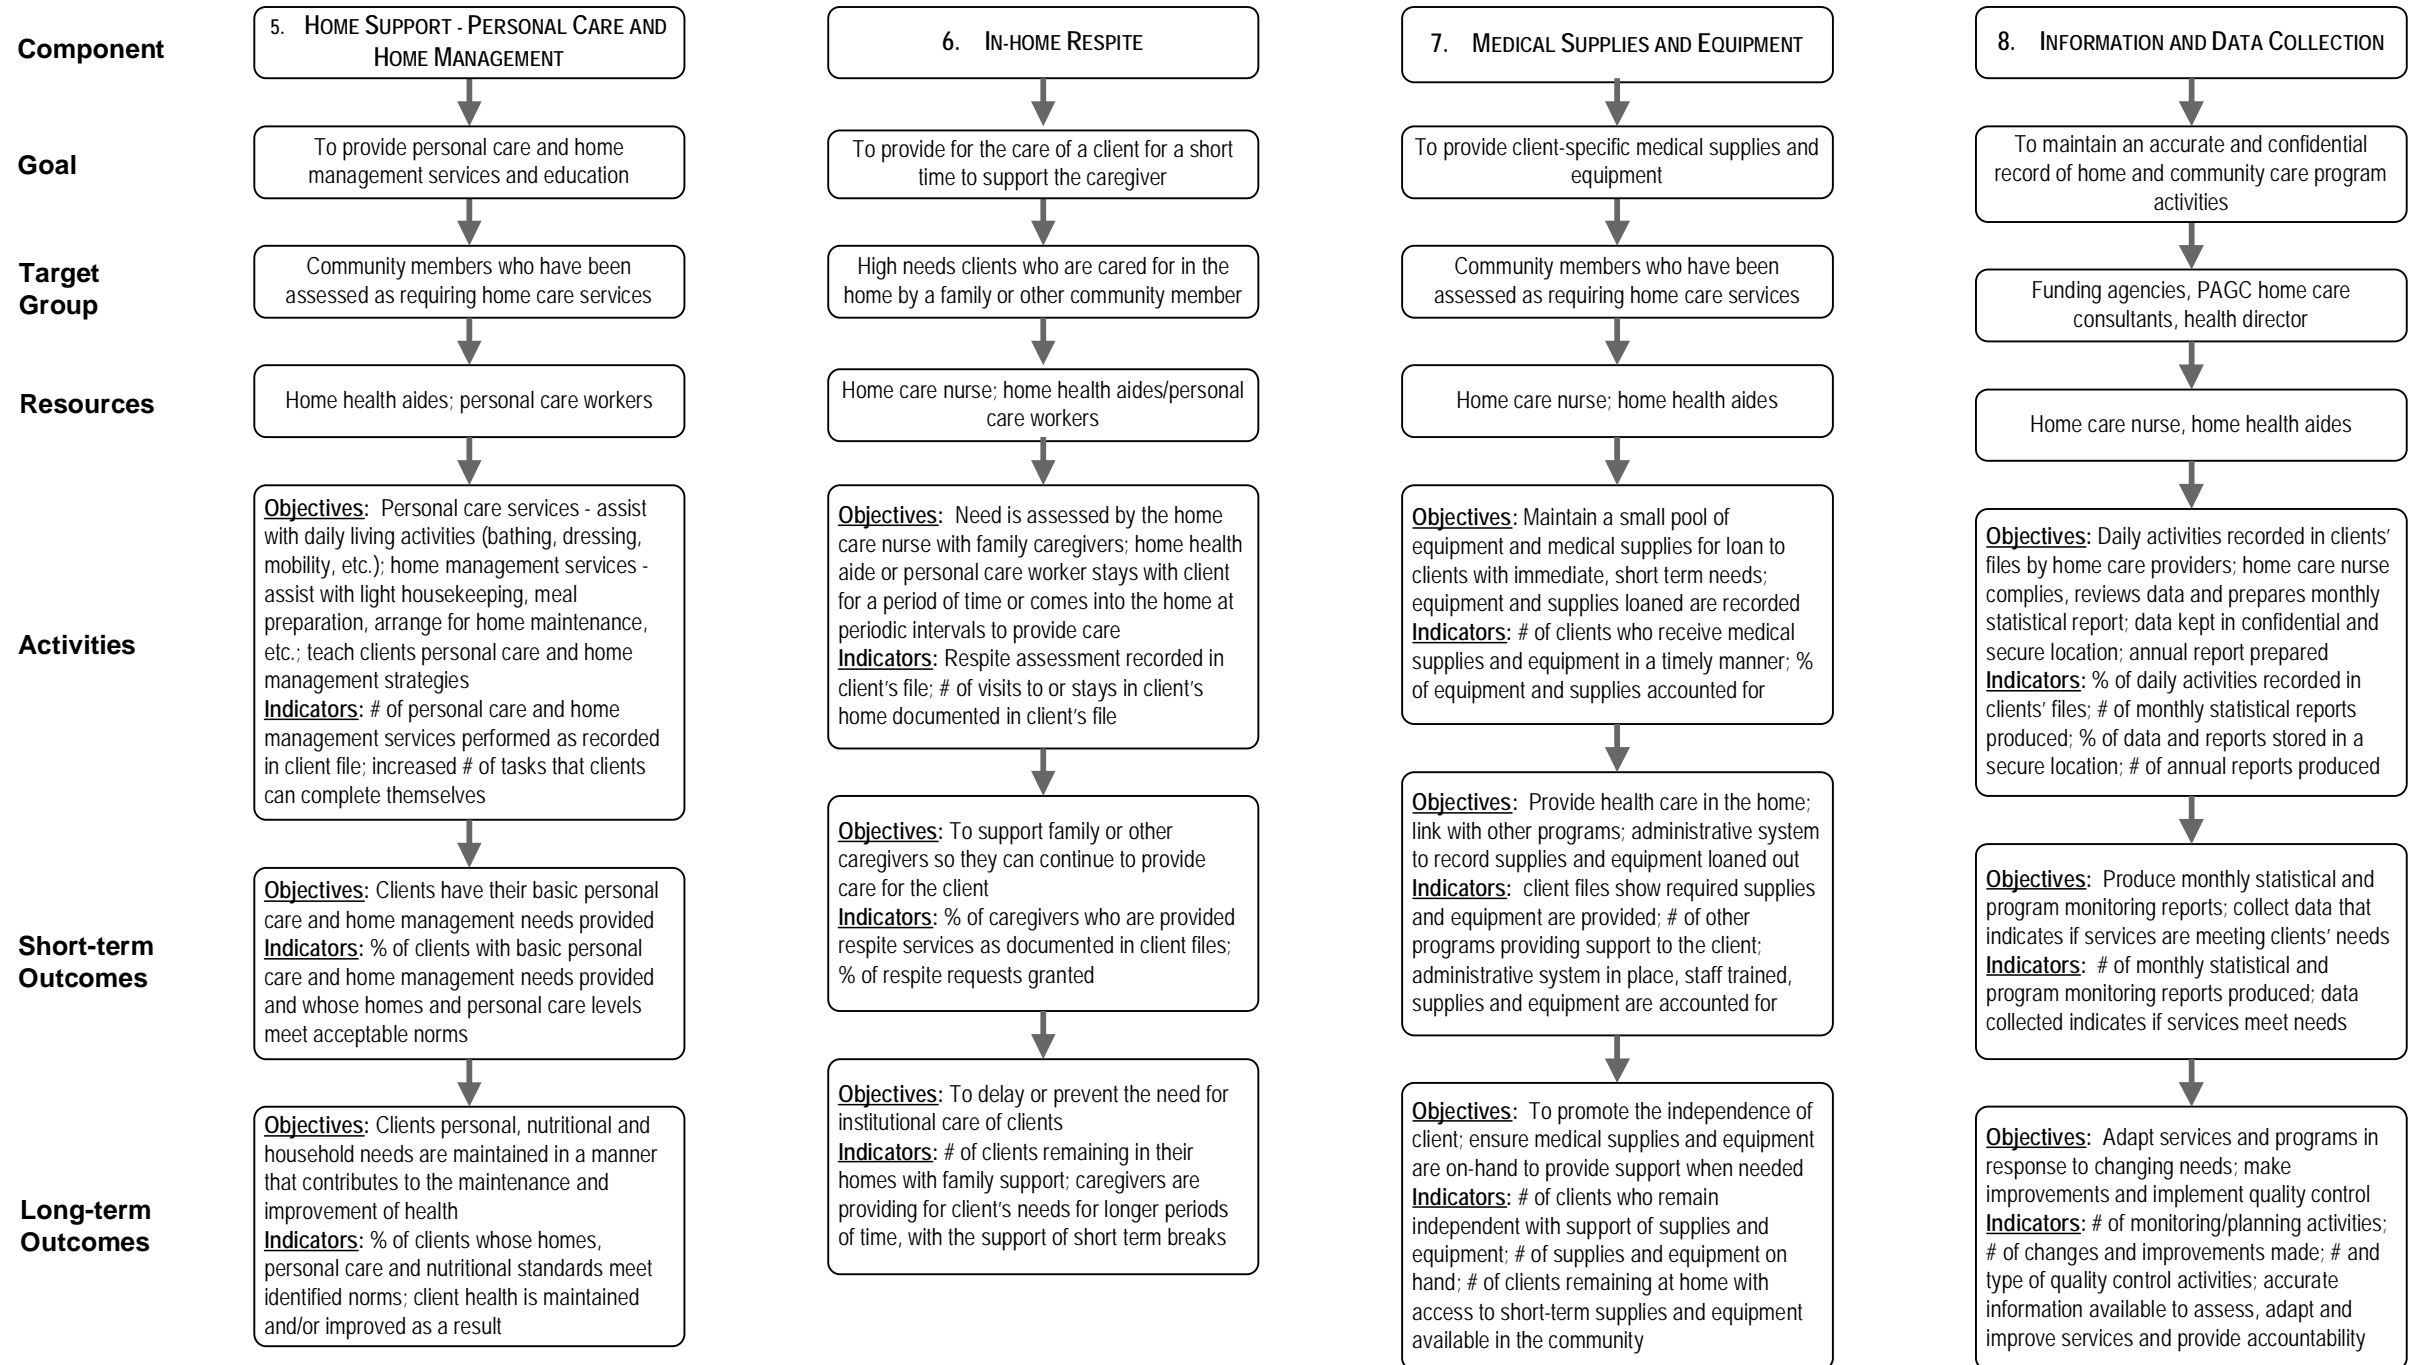 Component
5. HOME SUPPORT - PERSONAL CARE AND
HOME MANAGEMENT
6. IN-HOME RESPITE
7. MEDICAL SUPPLIES AND EQUIPMENT
8. INFORMATION AND DATA COLLECTION
Goal
To provide personal care and home
management services and education
To provide for the care of a client for a short
time to support the caregiver
To provide client-specific medical supplies and
equipment
To maintain an accurate and confidential
record of home and community care program
activities
Target
Group
Community members who have been
assessed as requiring home care services
High needs clients who are cared for in the
home by a family or other community member
Community members who have been
assessed as requiring home care services
Funding agencies, PAGC home care
consultants, health director
Resources
Home health aides; personal care workers
Home care nurse; home health aides/personal
care workers
Home care nurse; home health aides
Home care nurse, home health aides
Activities
Objectives: Personal care services - assist
with daily living activities (bathing, dressing,
mobility, etc.); home management services -
assist with light housekeeping, meal
preparation, arrange for home maintenance,
etc.; teach clients personal care and home
management strategies
Indicators: # of personal care and home
management services performed as recorded
in client file; increased # of tasks that clients
can complete themselves
Objectives: Need is assessed by the home
care nurse with family caregivers; home health
aide or personal care worker stays with client
for a period of time or comes into the home at
periodic intervals to provide care
Indicators: Respite assessment recorded in
client's file; # of visits to or stays in client's
home documented in client's file
Objectives: Maintain a small pool of
equipment and medical supplies for loan to
clients with immediate, short term needs;
equipment and supplies loaned are recorded
Indicators: # of clients who receive medical
supplies and equipment in a timely manner; %
of equipment and supplies accounted for
Objectives: Daily activities recorded in clients'
files by home care providers; home care nurse
complies, reviews data and prepares monthly
statistical report; data kept in confidential and
secure location; annual report prepared
Indicators: % of daily activities recorded in
clients' files; # of monthly statistical reports
produced; % of data and reports stored in a
secure location; # of annual reports produced
Short-term
Outcomes
Objectives: Clients have their basic personal
care and home management needs provided
Indicators: % of clients with basic personal
care and home management needs provided
and whose homes and personal care levels
meet acceptable norms
Objectives: To support family or other
caregivers so they can continue to provide
care for the client
Indicators: % of caregivers who are provided
respite services as documented in client files;
% of respite requests granted
Objectives: Provide health care in the home;
link with other programs; administrative system
to record supplies and equipment loaned out
Indicators: client files show required supplies
and equipment are provided; # of other
programs providing support to the client;
administrative system in place, staff trained,
supplies and equipment are accounted for
Objectives: Produce monthly statistical and
program monitoring reports; collect data that
indicates if services are meeting clients' needs
Indicators: # of monthly statistical and
program monitoring reports produced; data
collected indicates if services meet needs
Long-term
Outcomes
Objectives: Clients personal, nutritional and
household needs are maintained in a manner
that contributes to the maintenance and
improvement of health
Indicators: % of clients whose homes,
personal care and nutritional standards meet
identified norms; client health is maintained
and/or improved as a result
Objectives: To delay or prevent the need for
institutional care of clients
Indicators: # of clients remaining in their
homes with family support; caregivers are
providing for client's needs for longer periods
of time, with the support of short term breaks
Objectives: To promote the independence of
client; ensure medical supplies and equipment
are on-hand to provide support when needed
Indicators: # of clients who remain
independent with support of supplies and
equipment; # of supplies and equipment on
hand; # of clients remaining at home with
access to short-term supplies and equipment
available in the community
Objectives: Adapt services and programs in
response to changing needs; make
improvements and implement quality control
Indicators: # of monitoring/planning activities;
# of changes and improvements made; # and
type of quality control activities; accurate
information available to assess, adapt and
improve services and provide accountability